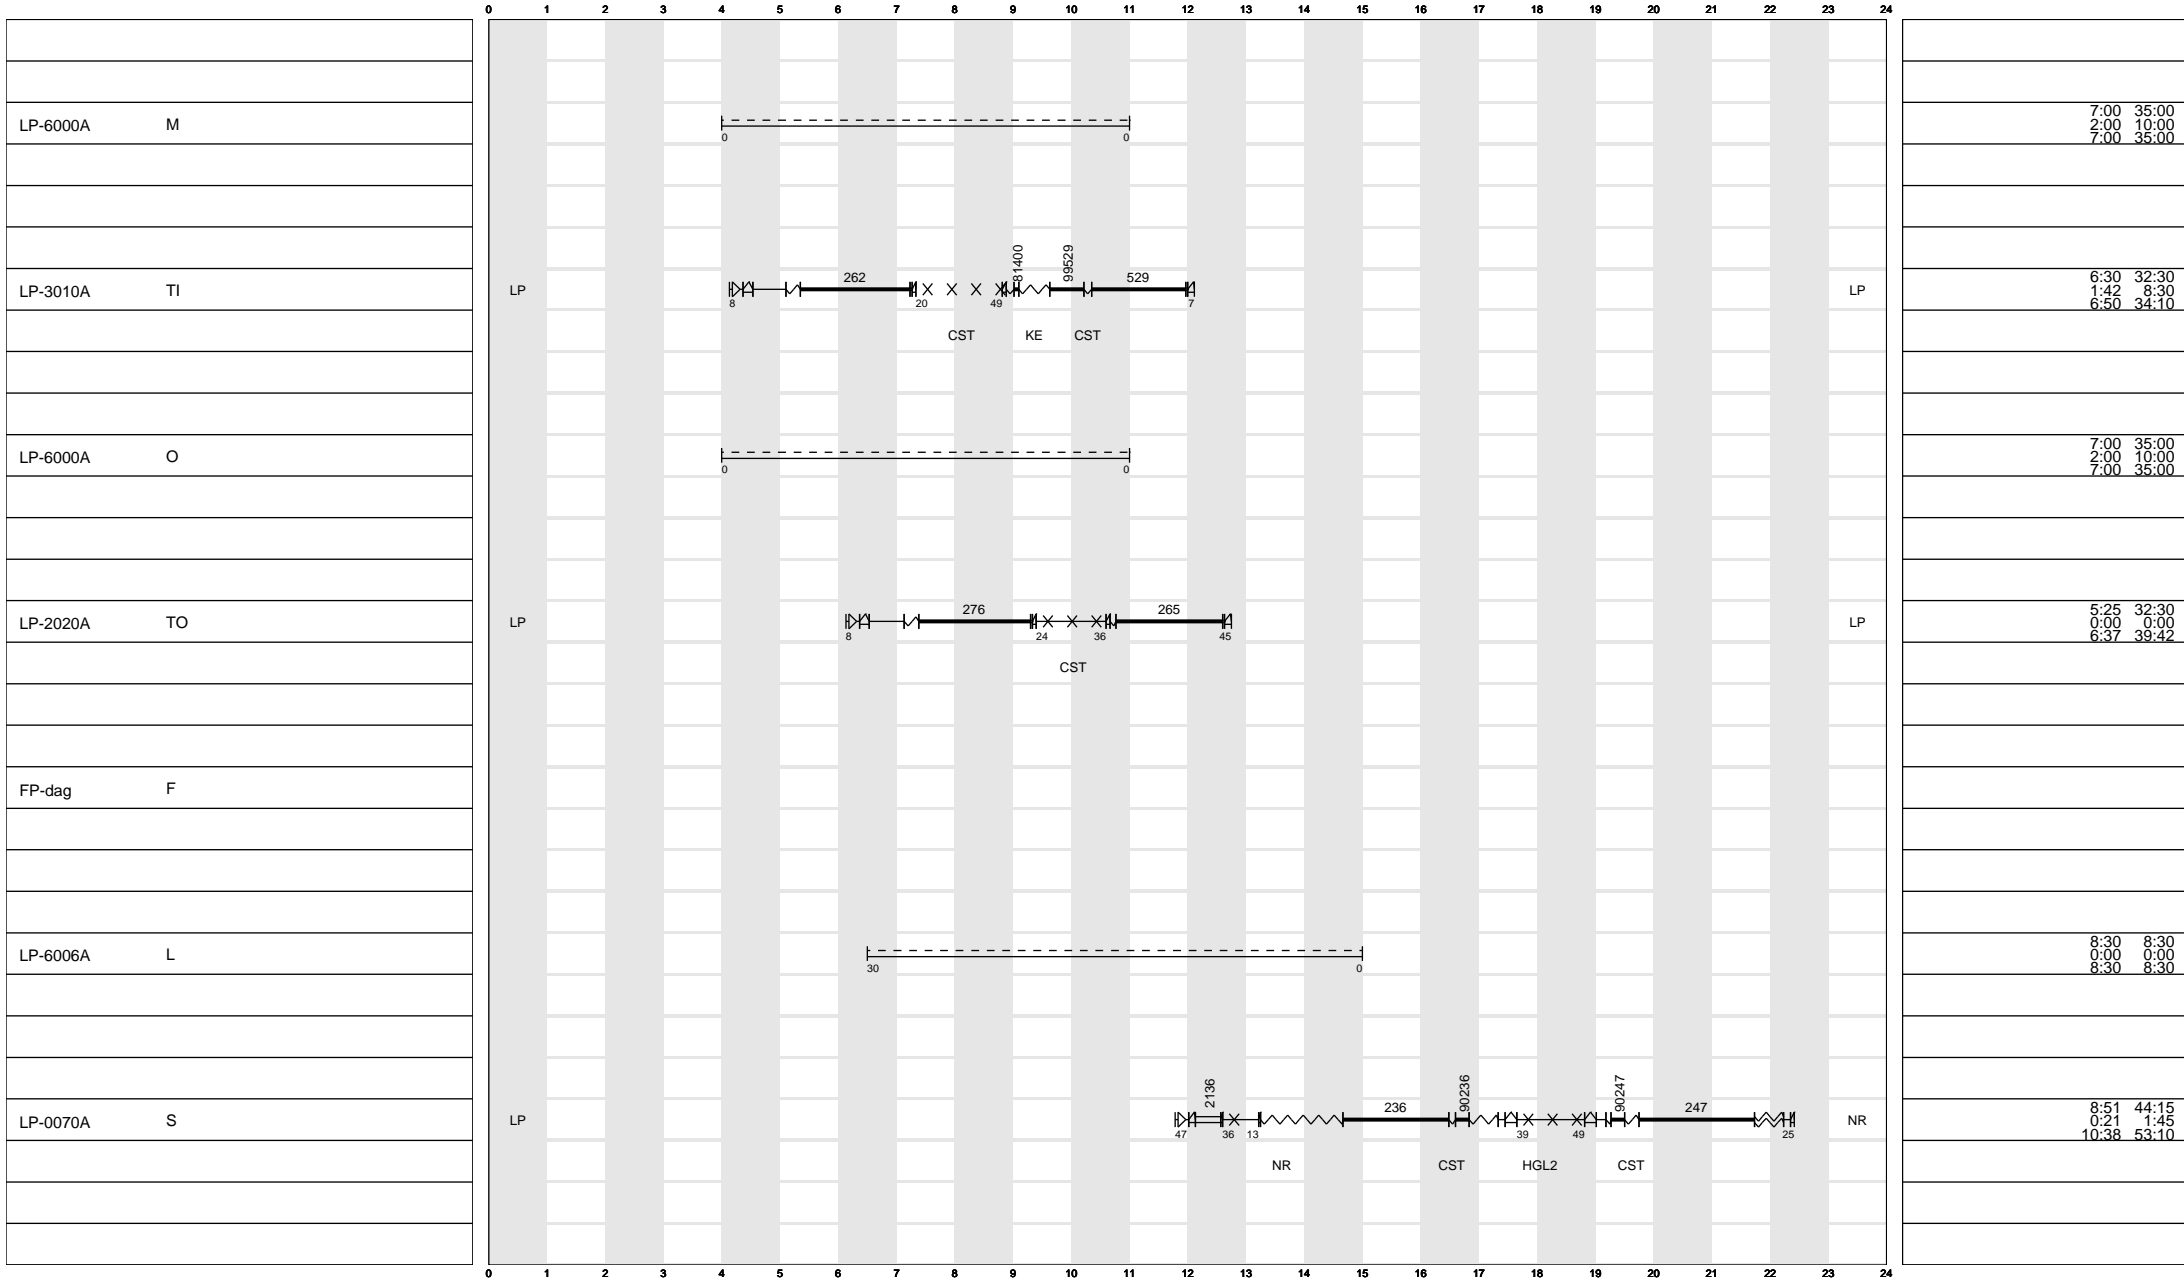 0 1 2 3 4 5 6 7 8 9 10 11 12 13 14 15 16 17 18 19 20 21 22 23 24
LP-6000A M 0 0 7:00 35:00
2:00 10:00
7:00 35:00
81400 99529
262 529
LP-3010A TI LP LP 6:30 32:30
1:42 8:30
8 20 49 7 6:50 34:10
CST KE CST
LP-6000A O 0 0 7:00 35:00
2:00 10:00
7:00 35:00
276 265
LP-2020A TO LP LP 5:25 32:30
0:00 0:00
8 24 36 45 6:37 39:42
CST
FP-dag F
LP-6006A L 30 0 8:30 8:30
0:00 0:00
8:30 8:30
2136 90236 90247
236 247
LP-0070A S LP NR 8:51 44:15
0:21 1:45
47 36 13 39 49 25 10:38 53:10
NR CST HGL2 CST
0 1 2 3 4 5 6 7 8 9 10 11 12 13 14 15 16 17 18 19 20 21 22 23 24